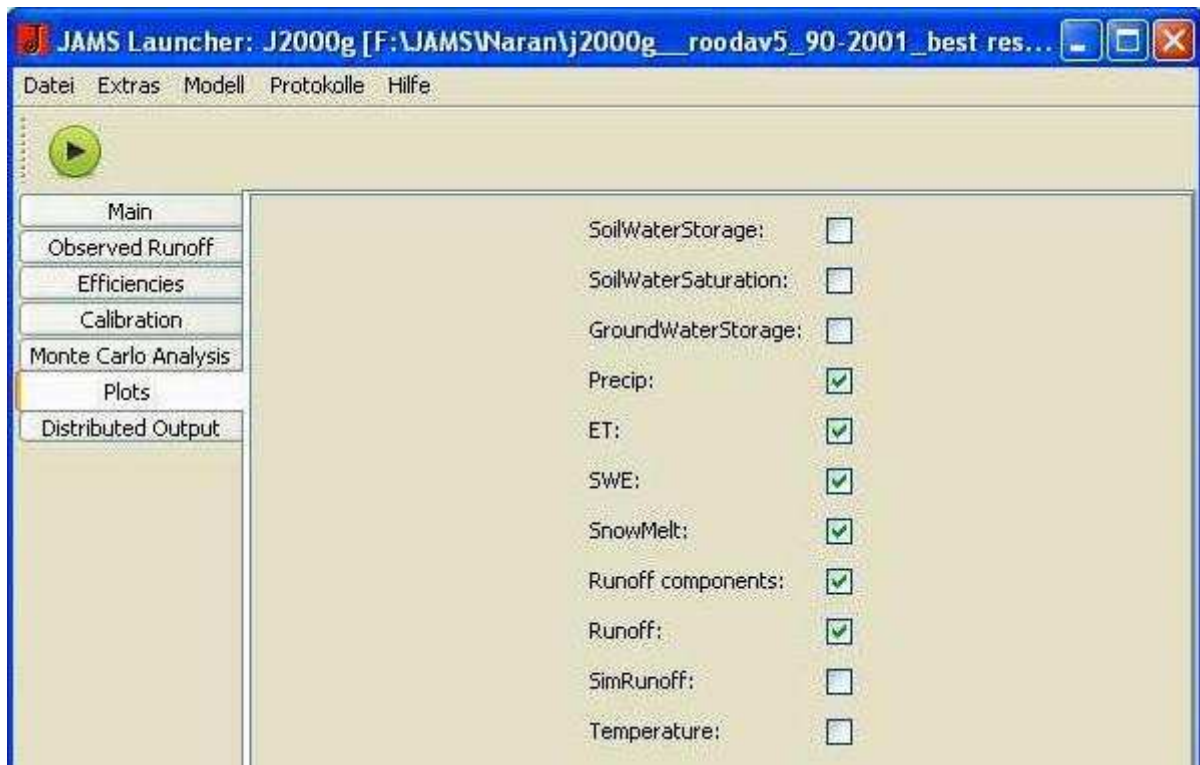 JAMS Launcher: J2000g [F:\JAMS\Naran\j2000g__roodav5_90-2001_best res...
Datei Extras Modell Protokolle Hilfe
Main
Observed Runoff
Efficiencies
Calibration
Monte Carlo Analysis
Plots
Distributed Output
SoilWaterStorage:
SoilWaterSaturation:
GroundWaterStorage:
Precip:
ET:
SWE:
SnowMelt:
Runoff components:
Runoff:
SimRunoff:
Temperature: